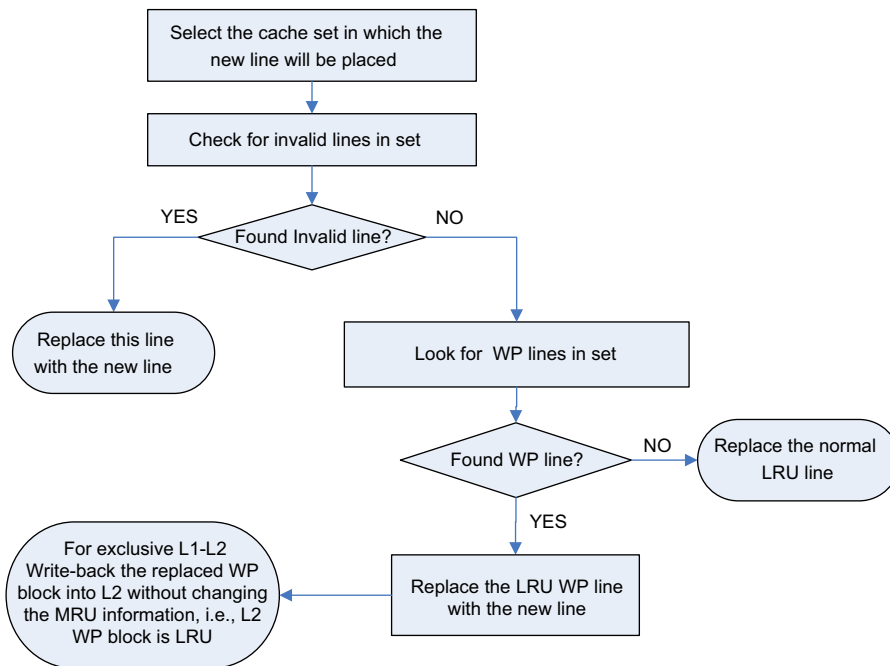 Select the cache set in which the
new line will be placed
Check for invalid lines in set
YES
NO
Found Invalid line?
Replace this line
with the new line
Look for WP lines in set
Found WP line?
NO
Replace the normal
LRU line
YES
For exclusive L1-L2
Write-back the replaced WP
block into L2 without changing
the MRU information, i.e., L2
WP block is LRU
Replace the LRU WP line
with the new line